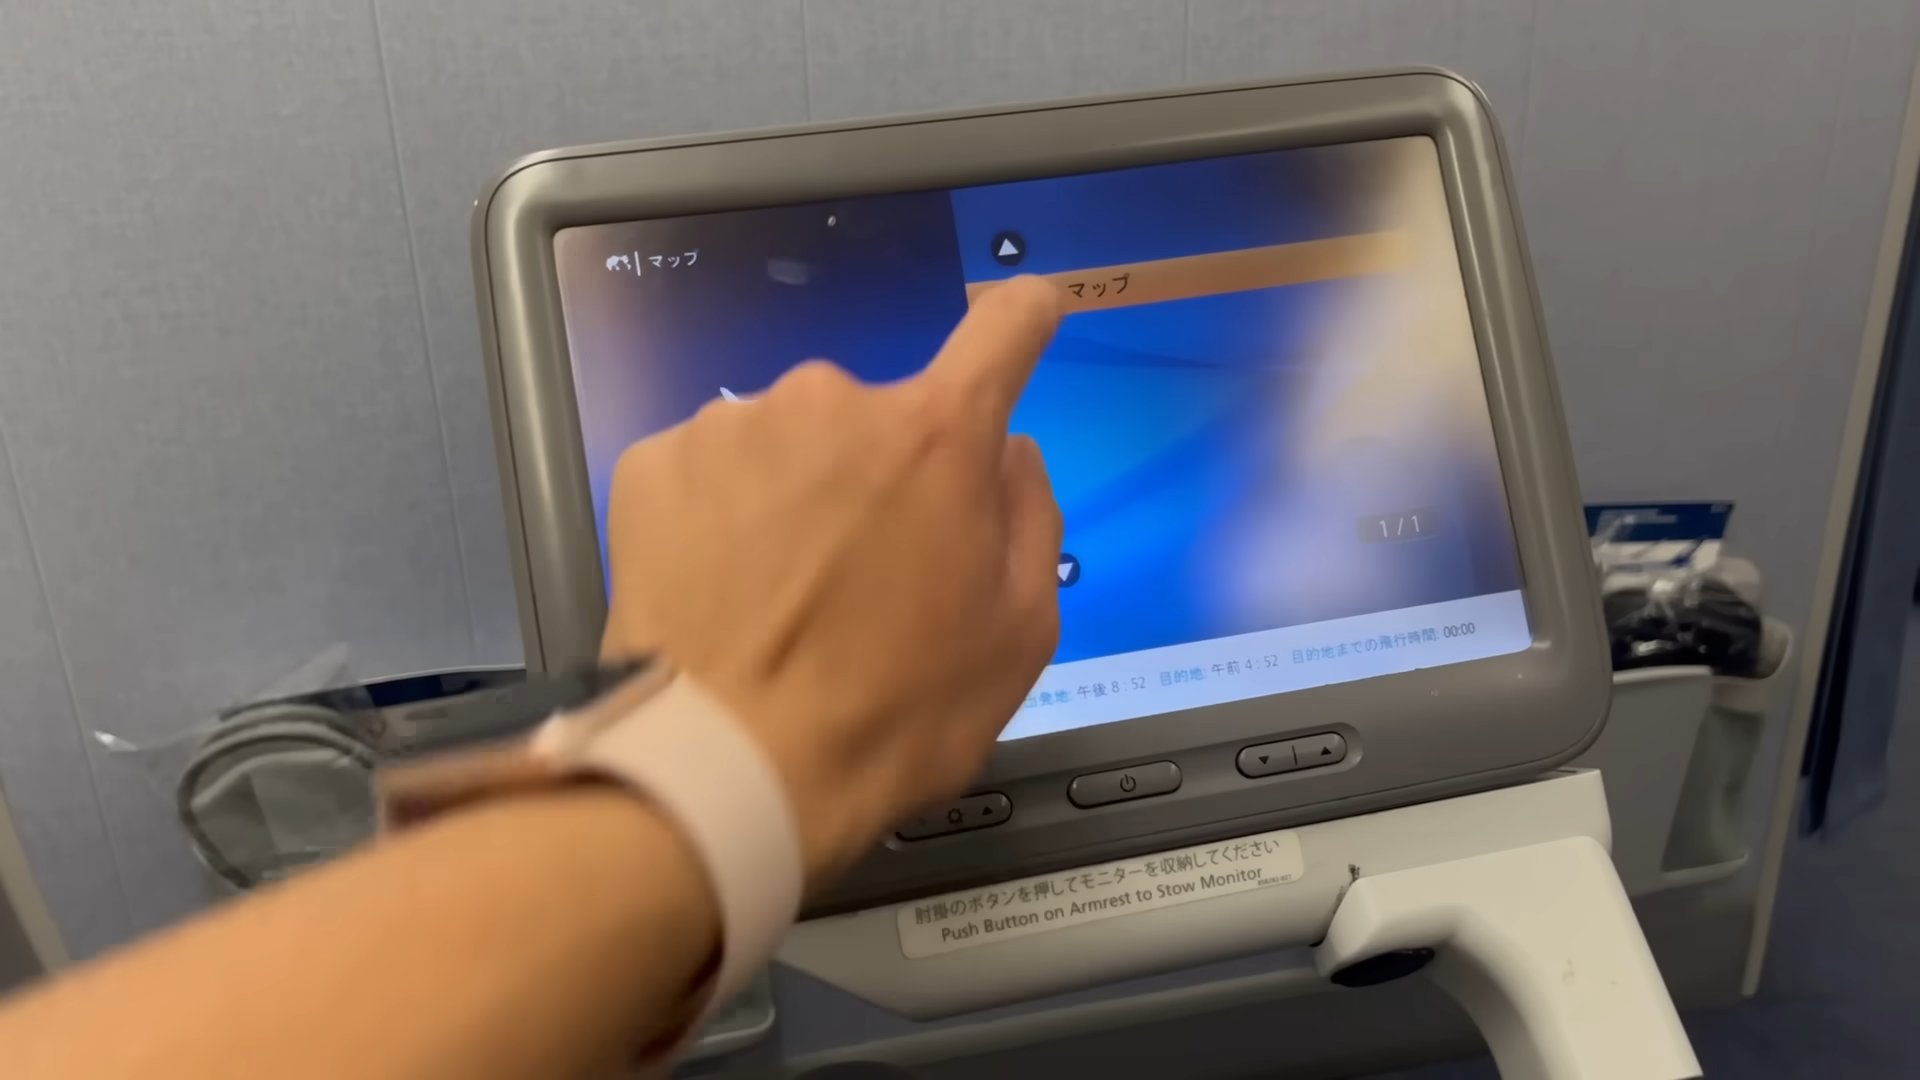 マップ
マップ
1 / 1
出発地: 午後 8 : 52 目的地: 午前 4 : 52 目的地までの飛行時間: 00:00
肘掛のボタンを押してモニターを収納してください
Push Button on Armrest to Stow Monitor